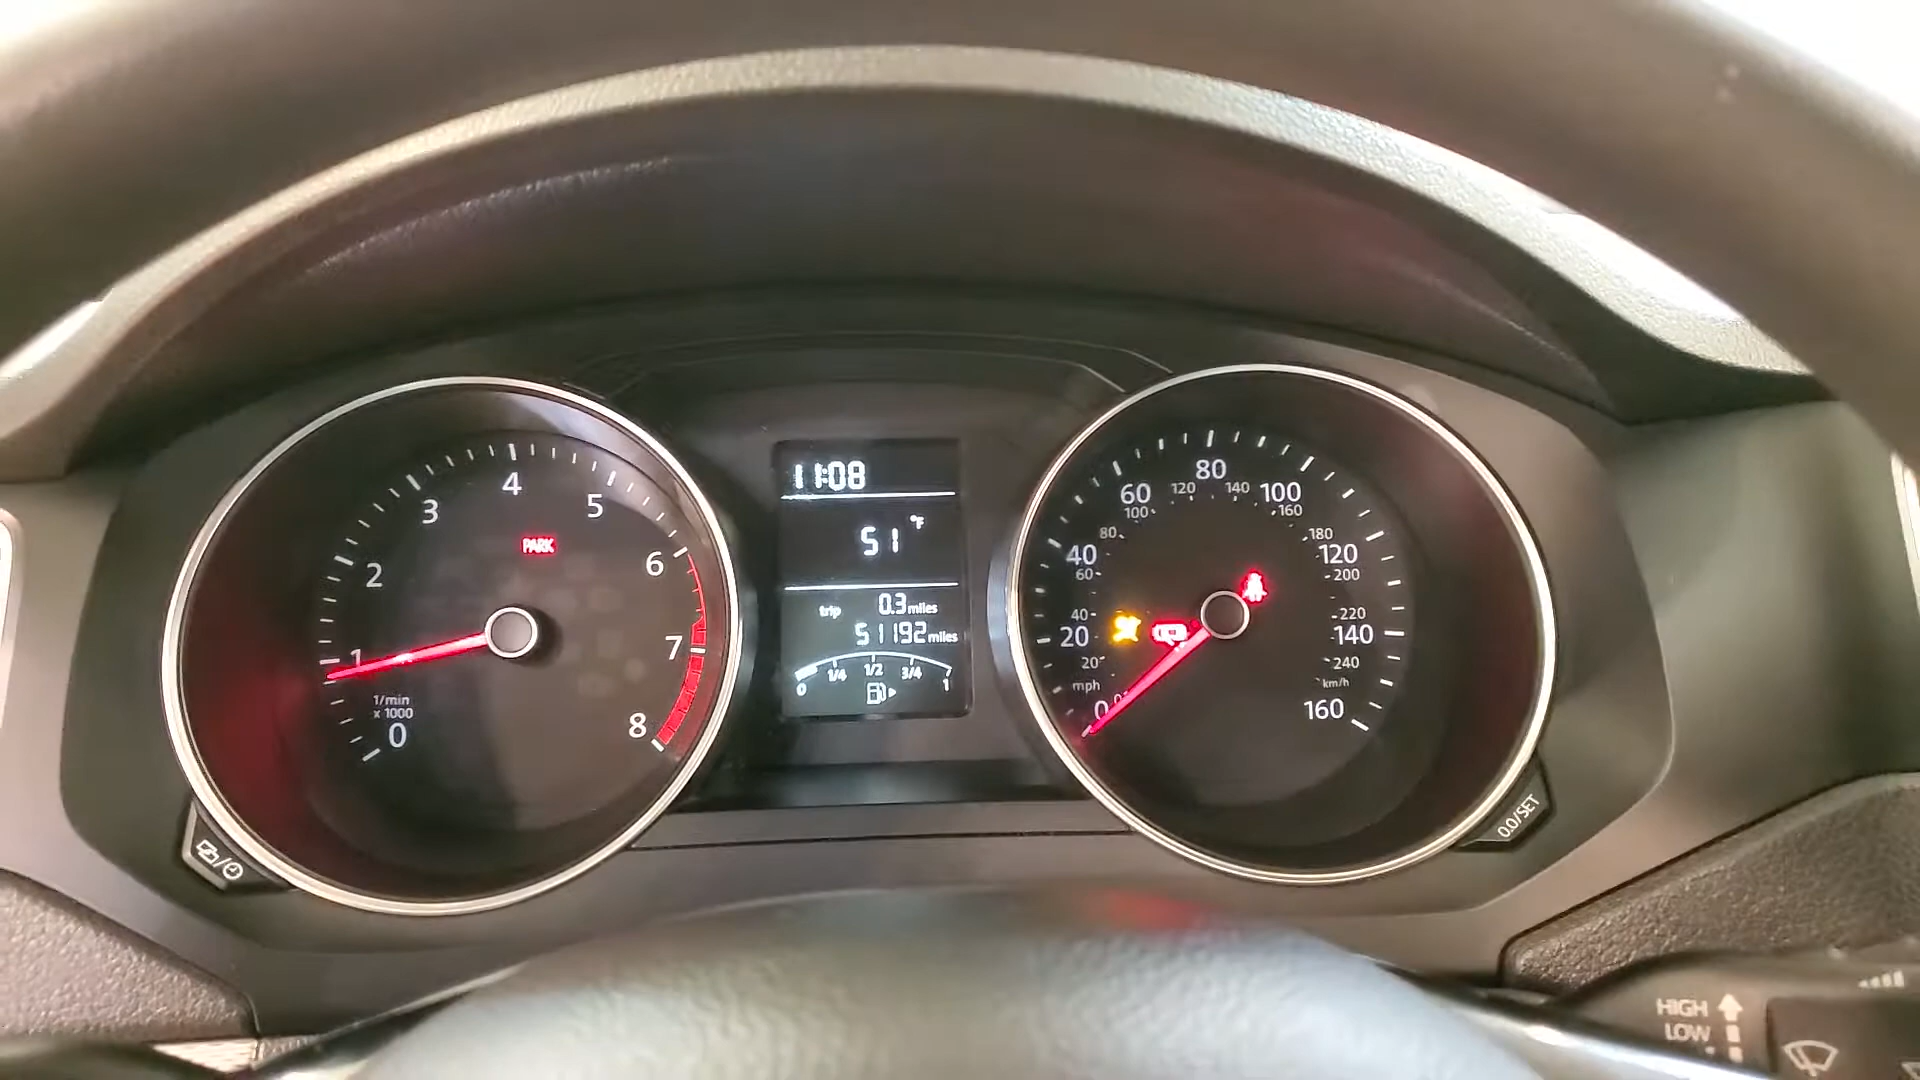 11:08
51 °F
trip 0.3 miles
51192 miles
0 1/4 1/2 3/4 1
0 1 2 3 4 5 6 7 8
PARK
1/min
x 1000
0 20 40 60 80 100 120 140 160
mph
20 40 60 80 100 120 140 160 180 200 220 240
km/h
0.0/SET
HIGH
LOW